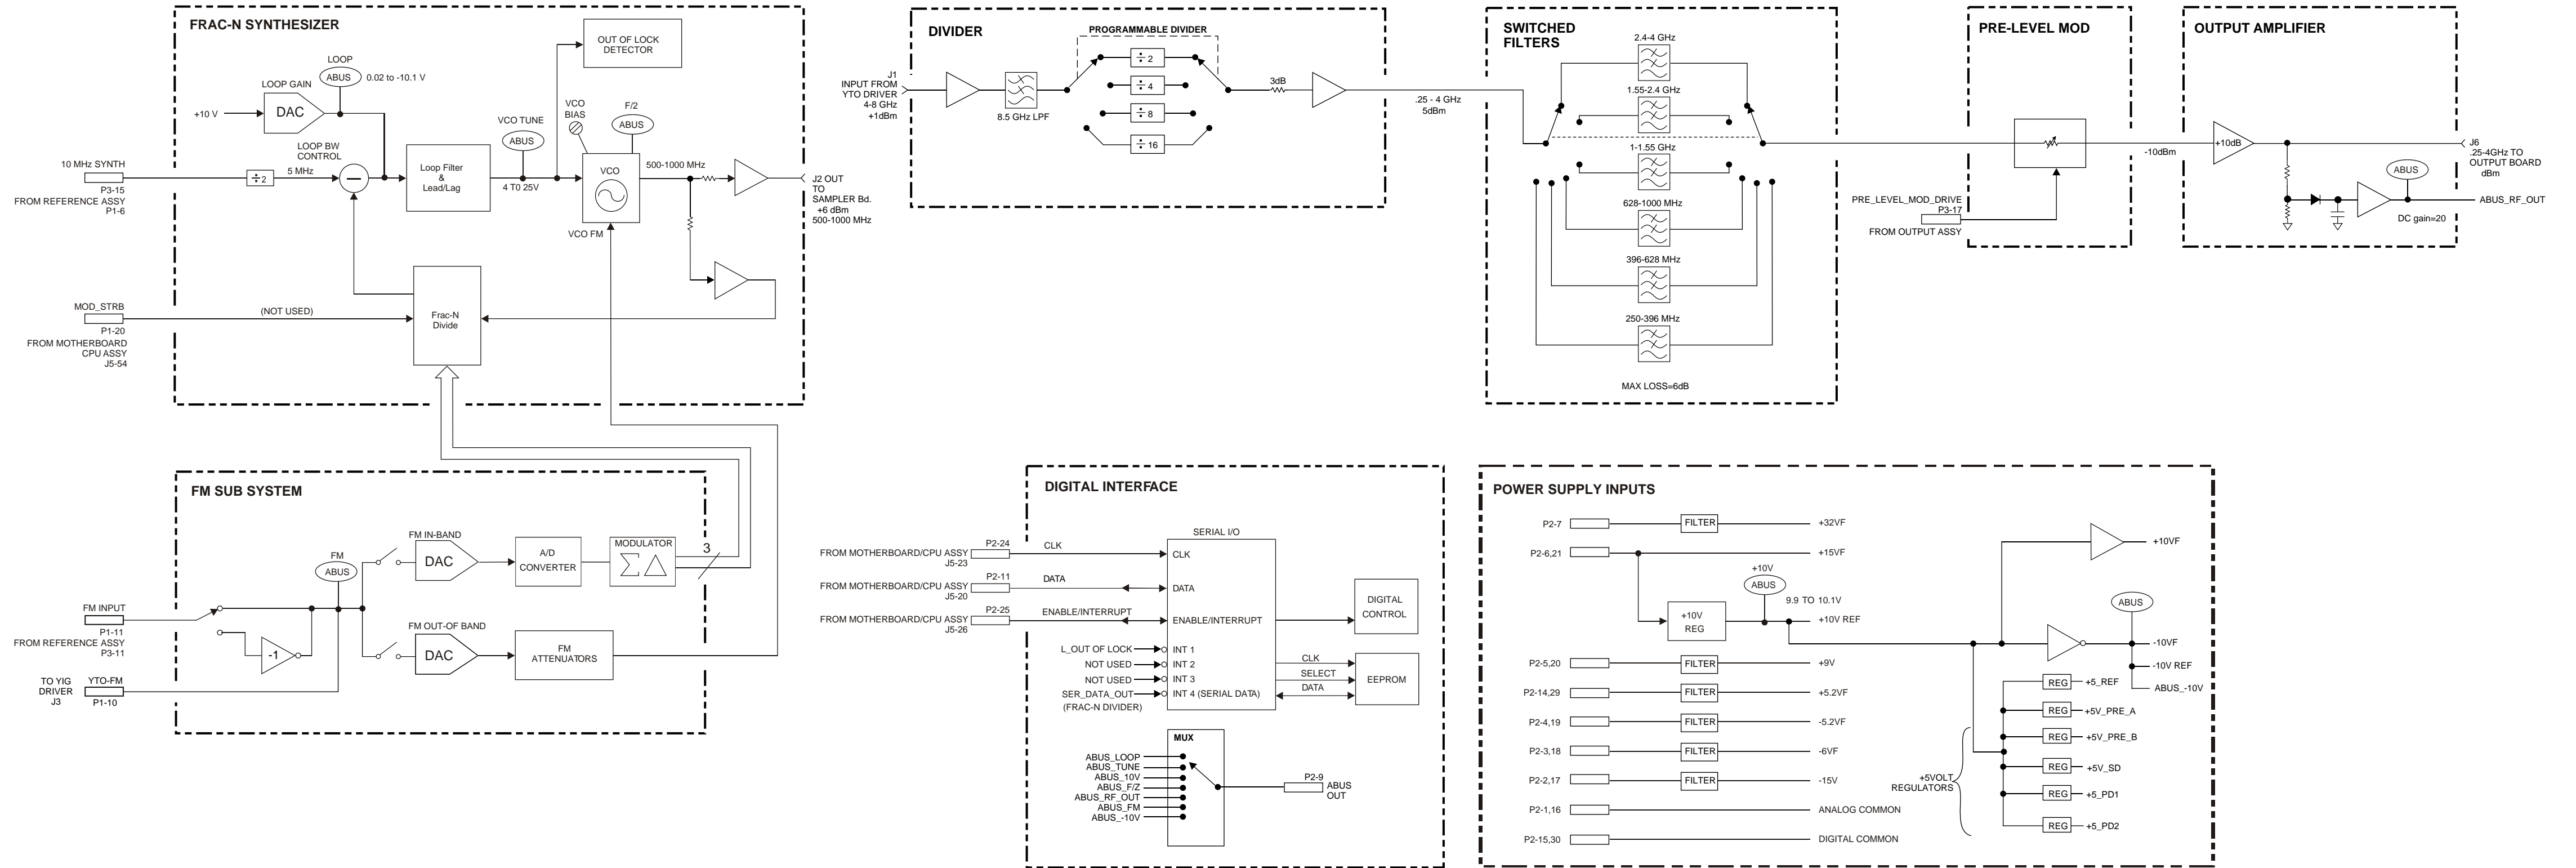 FRAC-N SYNTHESIZER
OUT OF LOCK
DETECTOR
LOOP
ABUS
0.02 to -10.1 V
LOOP GAIN
DAC
+10 V
VCO TUNE
ABUS
VCO
BIAS
F/2
ABUS
LOOP BW
CONTROL
10 MHz SYNTH
P3-15
FROM REFERENCE ASSY
P1-6
÷2
5 MHz
Loop Filter
&
Lead/Lag
4 T0 25V
VCO
500-1000 MHz
VCO FM
J2 OUT
TO
SAMPLER Bd.
+6 dBm
500-1000 MHz
MOD_STRB
P1-20
FROM MOTHERBOARD
CPU ASSY
J5-54
(NOT USED)
Frac-N
Divide
DIVIDER
PROGRAMMABLE DIVIDER
J1
INPUT FROM
YTO DRIVER
4-8 GHz
+1dBm
8.5 GHz LPF
÷ 2
÷ 4
÷ 8
÷ 16
3dB
.25 - 4 GHz
5dBm
SWITCHED
FILTERS
2.4-4 GHz
1.55-2.4 GHz
1-1.55 GHz
628-1000 MHz
396-628 MHz
250-396 MHz
MAX LOSS=6dB
PRE-LEVEL MOD
PRE_LEVEL_MOD_DRIVE
P3-17
FROM OUTPUT ASSY
-10dBm
OUTPUT AMPLIFIER
+10dB
J6
.25-4GHz TO
OUTPUT BOARD
dBm
ABUS
ABUS_RF_OUT
DC gain=20
FM SUB SYSTEM
FM IN-BAND
DAC
A/D
CONVERTER
MODULATOR
Σ△
3
FM
ABUS
FM INPUT
P1-11
FROM REFERENCE ASSY
P3-11
-1
FM OUT-OF BAND
DAC
FM
ATTENUATORS
TO YIG
DRIVER
J3
YTO-FM
P1-10
DIGITAL INTERFACE
SERIAL I/O
FROM MOTHERBOARD/CPU ASSY
P2-24
J5-23
CLK
CLK
FROM MOTHERBOARD/CPU ASSY
P2-11
J5-20
DATA
DATA
FROM MOTHERBOARD/CPU ASSY
P2-25
J5-26
ENABLE/INTERRUPT
ENABLE/INTERRUPT
DIGITAL
CONTROL
L_OUT OF LOCK
INT 1
NOT USED
INT 2
NOT USED
INT 3
SER_DATA_OUT
INT 4 (SERIAL DATA)
(FRAC-N DIVIDER)
CLK
SELECT
DATA
EEPROM
MUX
ABUS_LOOP
ABUS_TUNE
ABUS_10V
ABUS_F/Z
ABUS_RF_OUT
ABUS_FM
ABUS_-10V
P2-9
ABUS
OUT
POWER SUPPLY INPUTS
P2-7
FILTER
+32VF
P2-6,21
+15VF
+10V
ABUS
9.9 TO 10.1V
+10V
REG
+10V REF
P2-5,20
FILTER
+9V
P2-14,29
FILTER
+5.2VF
P2-4,19
FILTER
-5.2VF
P2-3,18
FILTER
-6VF
P2-2,17
FILTER
-15V
P2-1,16
ANALOG COMMON
P2-15,30
DIGITAL COMMON
+10VF
ABUS
-10VF
-10V REF
ABUS_-10V
+5VOLT
REGULATORS
REG
+5_REF
REG
+5V_PRE_A
REG
+5V_PRE_B
REG
+5V_SD
REG
+5_PD1
REG
+5_PD2